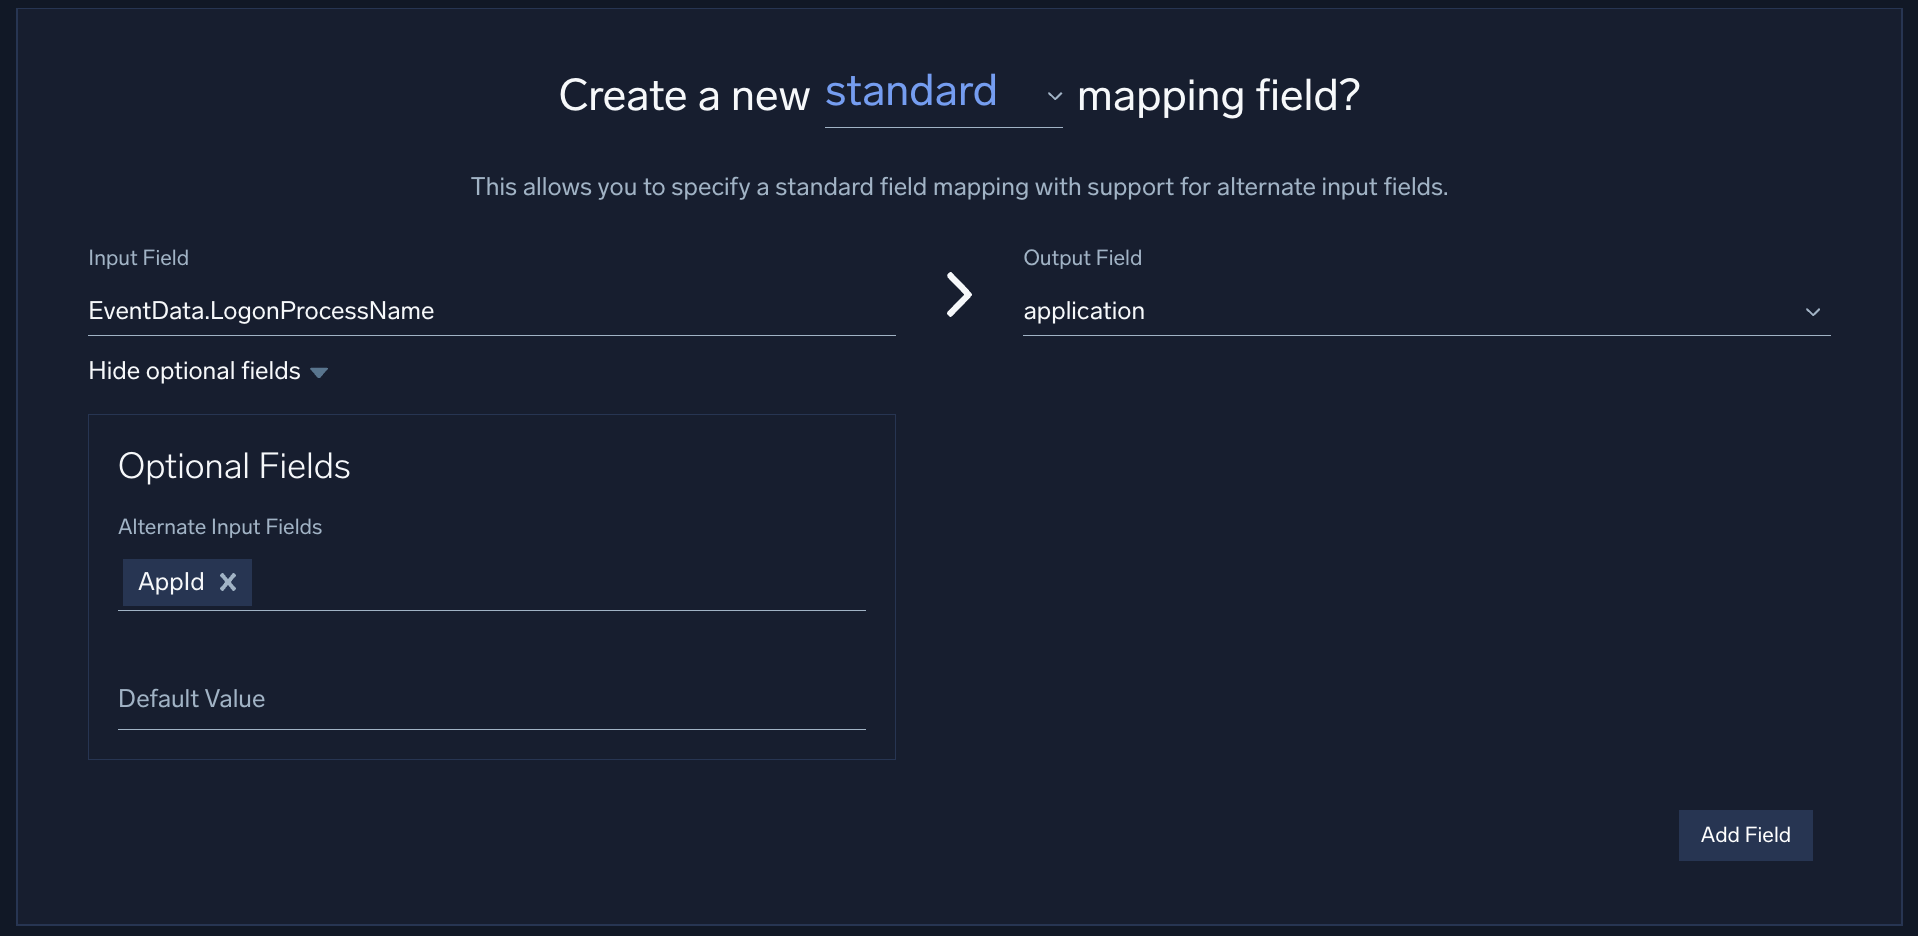 Create a new standard mapping field?
This allows you to specify a standard field mapping with support for alternate input fields.
Input Field
EventData.LogonProcessName
Output Field
application
Hide optional fields
Optional Fields
Alternate Input Fields
AppId
Default Value
Add Field